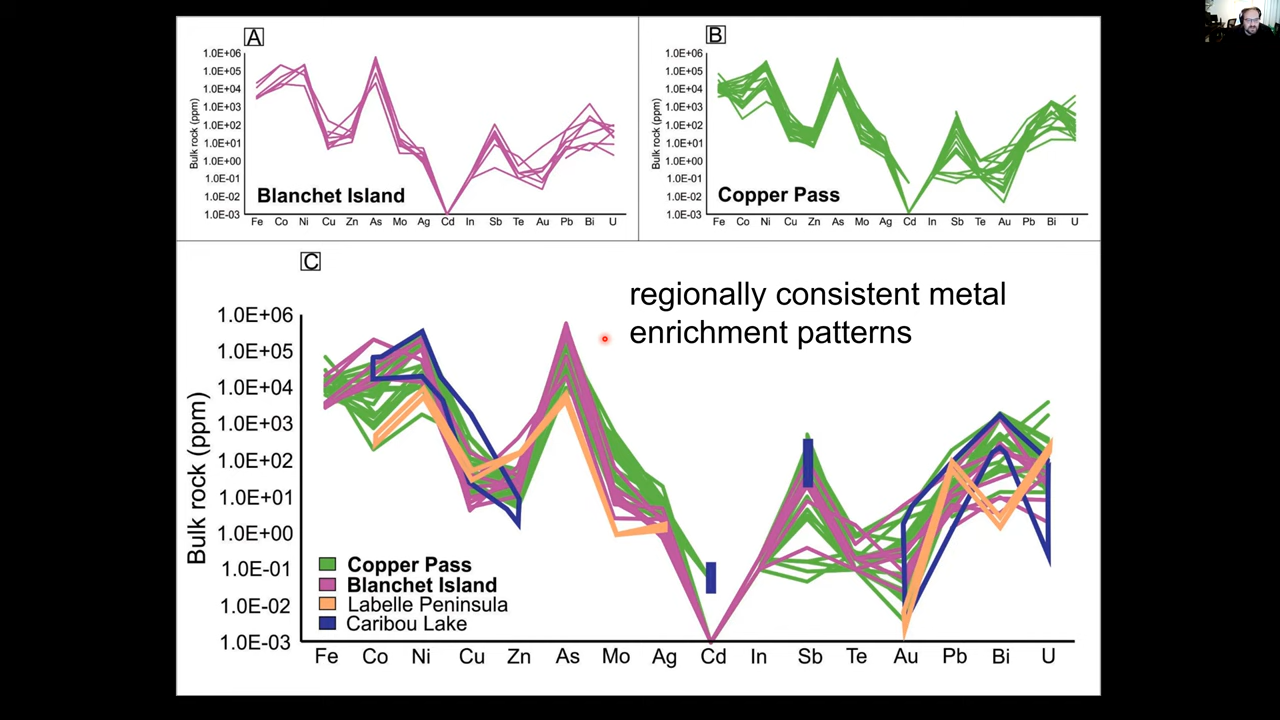 A
1.0E+06
1.0E+05
1.0E+04
1.0E+03
1.0E+02
1.0E+01
1.0E+00
1.0E-01
1.0E-02
1.0E-03
Bulk rock (ppm)
Blanchet Island
Fe Co Ni Cu Zn As Mo Ag Cd In Sb Te Au Pb Bi U
B
1.0E+06
1.0E+05
1.0E+04
1.0E+03
1.0E+02
1.0E+01
1.0E+00
1.0E-01
1.0E-02
1.0E-03
Bulk rock (ppm)
Copper Pass
Fe Co Ni Cu Zn As Mo Ag Cd In Sb Te Au Pb Bi U
C
regionally consistent metal
enrichment patterns
1.0E+06
1.0E+05
1.0E+04
1.0E+03
1.0E+02
1.0E+01
1.0E+00
1.0E-01
1.0E-02
1.0E-03
Bulk rock (ppm)
Copper Pass
Blanchet Island
Labelle Peninsula
Caribou Lake
Fe Co Ni Cu Zn As Mo Ag Cd In Sb Te Au Pb Bi U